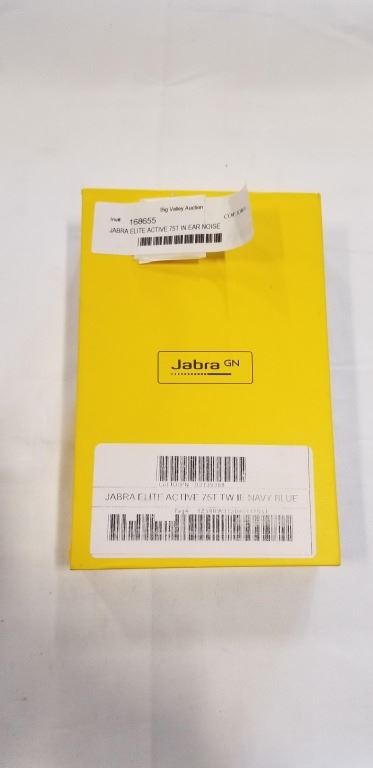 Big Valley Auction
Inv#: 168655
JABRA ELITE ACTIVE 75T IN EAR NOISE
Jabra GN
JABRA ELITE ACTIVE 75T TW IE NAVY BLUE